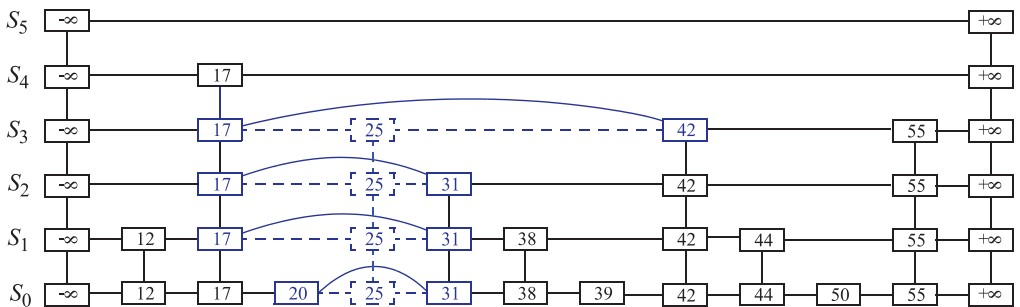 S5 -∞ +∞
S4 -∞ 17 +∞
S3 -∞ 17 25 42 55 +∞
S2 -∞ 17 25 31 42 55 +∞
S1 -∞ 12 17 25 31 38 42 44 55 +∞
S0 -∞ 12 17 20 25 31 38 39 42 44 50 55 +∞